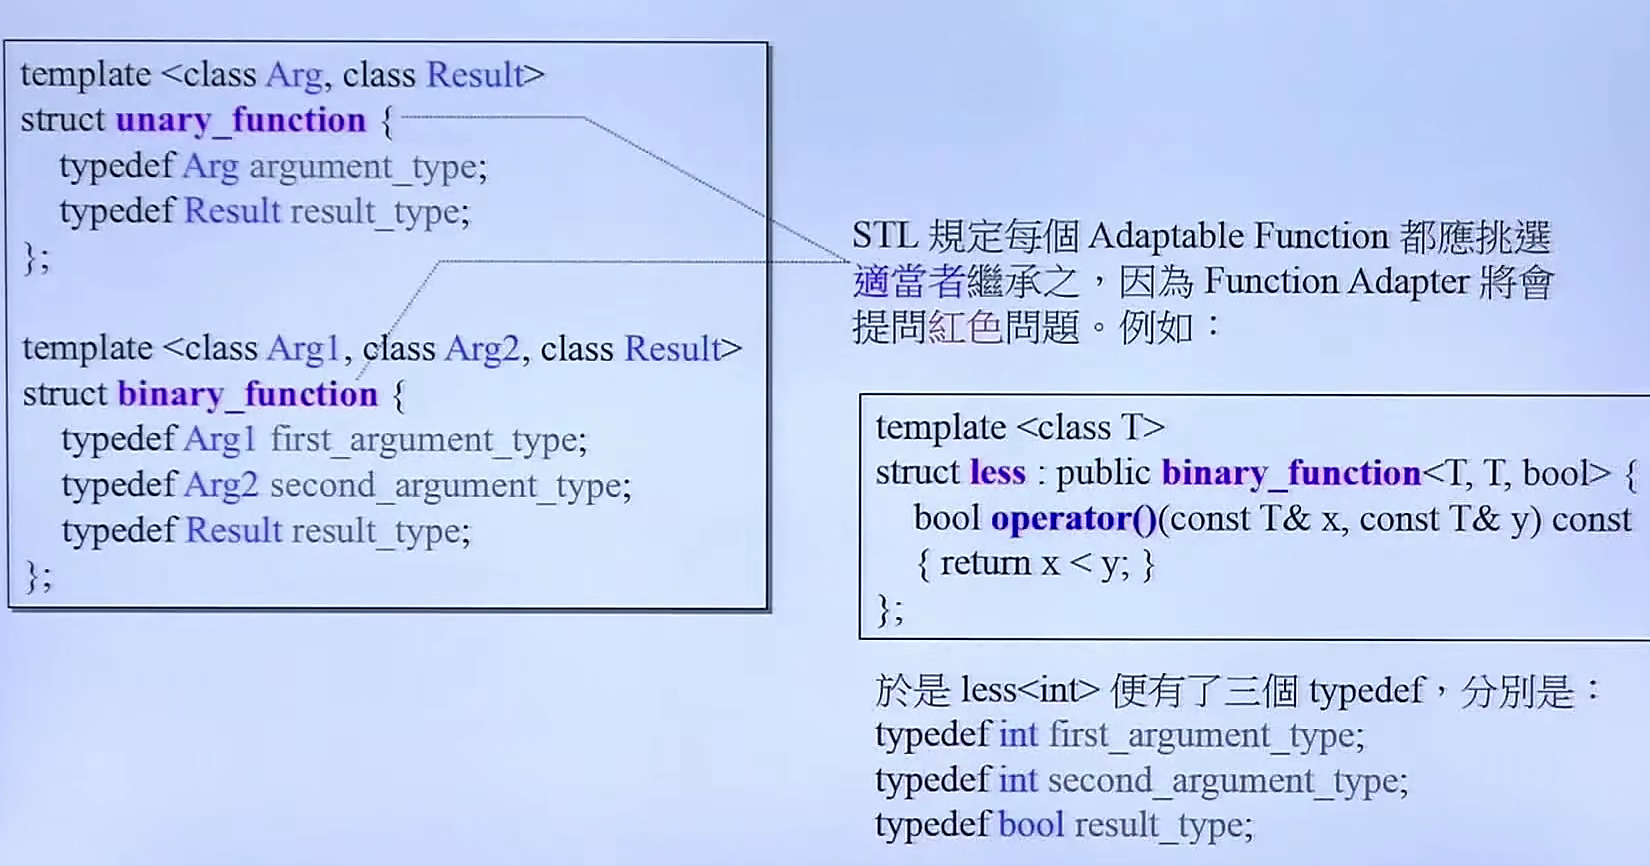 template <class Arg, class Result>
struct unary_function {
typedef Arg argument_type;
typedef Result result_type;
};
template <class Arg1, class Arg2, class Result>
struct binary_function {
typedef Arg1 first_argument_type;
typedef Arg2 second_argument_type;
typedef Result result_type;
};
STL 規定每個 Adaptable Function 都應挑選
適當者繼承之，因為 Function Adapter 將會
提問紅色問題。例如：
template <class T>
struct less : public binary_function<T, T, bool> {
bool operator()(const T& x, const T& y) const
{ return x < y; }
};
於是 less<int> 便有了三個 typedef，分別是：
typedef int first_argument_type;
typedef int second_argument_type;
typedef bool result_type;